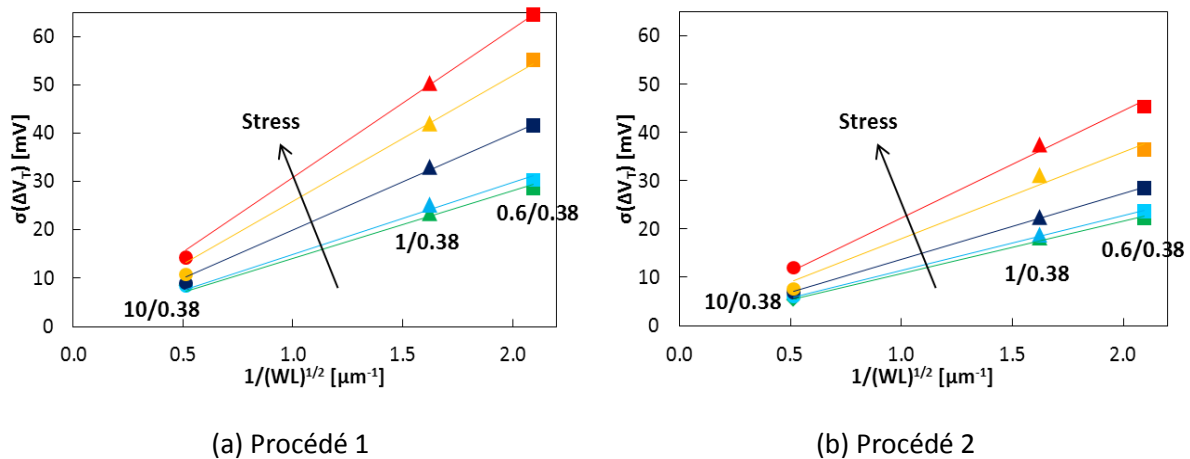 60
50
40
30
20
10
0
σ(ΔV_T) [mV]
Stress
10/0.38
1/0.38
0.6/0.38
0.0 0.5 1.0 1.5 2.0
1/(WL)^{1/2} [µm^{-1}]
(a) Procédé 1
60
50
40
30
20
10
0
σ(ΔV_T) [mV]
Stress
10/0.38
1/0.38
0.6/0.38
0.0 0.5 1.0 1.5 2.0
1/(WL)^{1/2} [µm^{-1}]
(b) Procédé 2